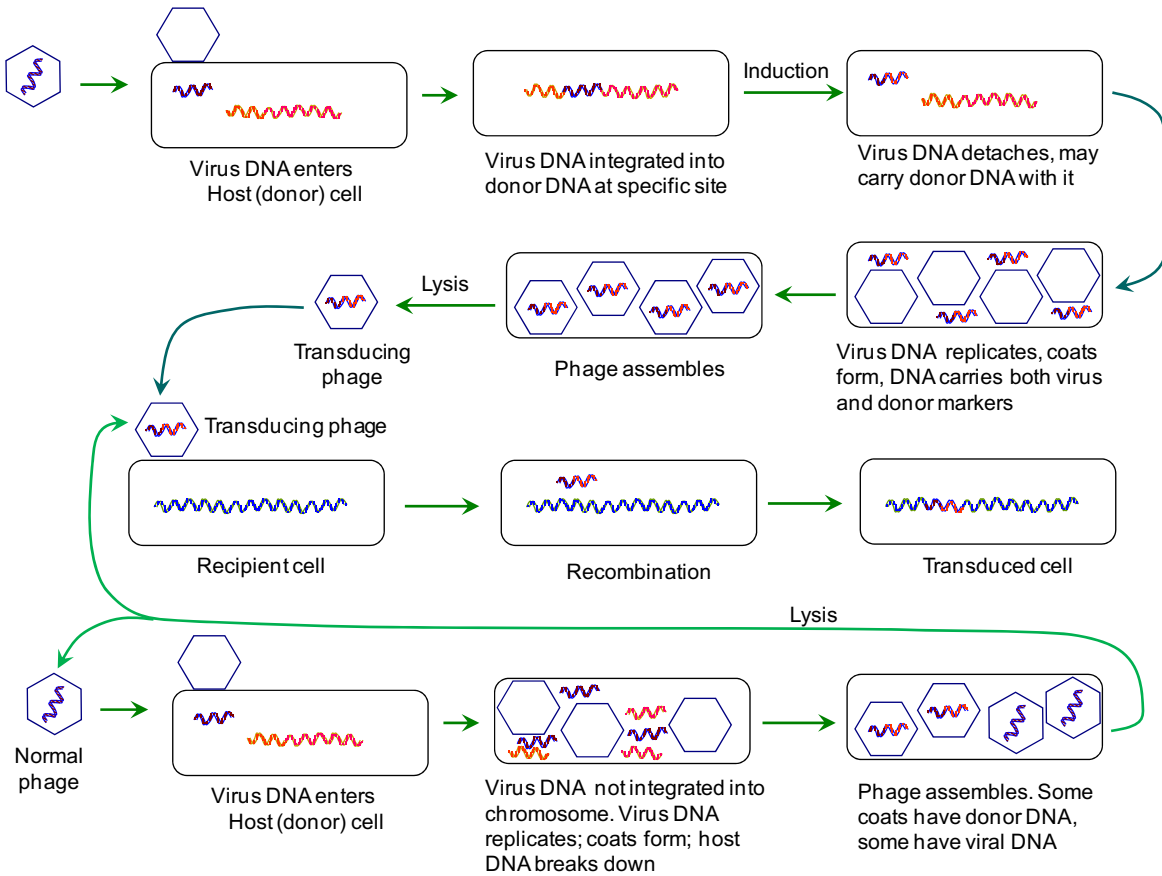 Induction
Virus DNA enters
Host (donor) cell
Virus DNA integrated into
donor DNA at specific site
Virus DNA detaches, may
carry donor DNA with it
Lysis
Transducing
phage
Phage assembles
Virus DNA replicates, coats
form, DNA carries both virus
and donor markers
Transducing phage
Recipient cell
Recombination
Transduced cell
Lysis
Normal
phage
Virus DNA enters
Host (donor) cell
Virus DNA not integrated into
chromosome. Virus DNA
replicates; coats form; host
DNA breaks down
Phage assembles. Some
coats have donor DNA,
some have viral DNA